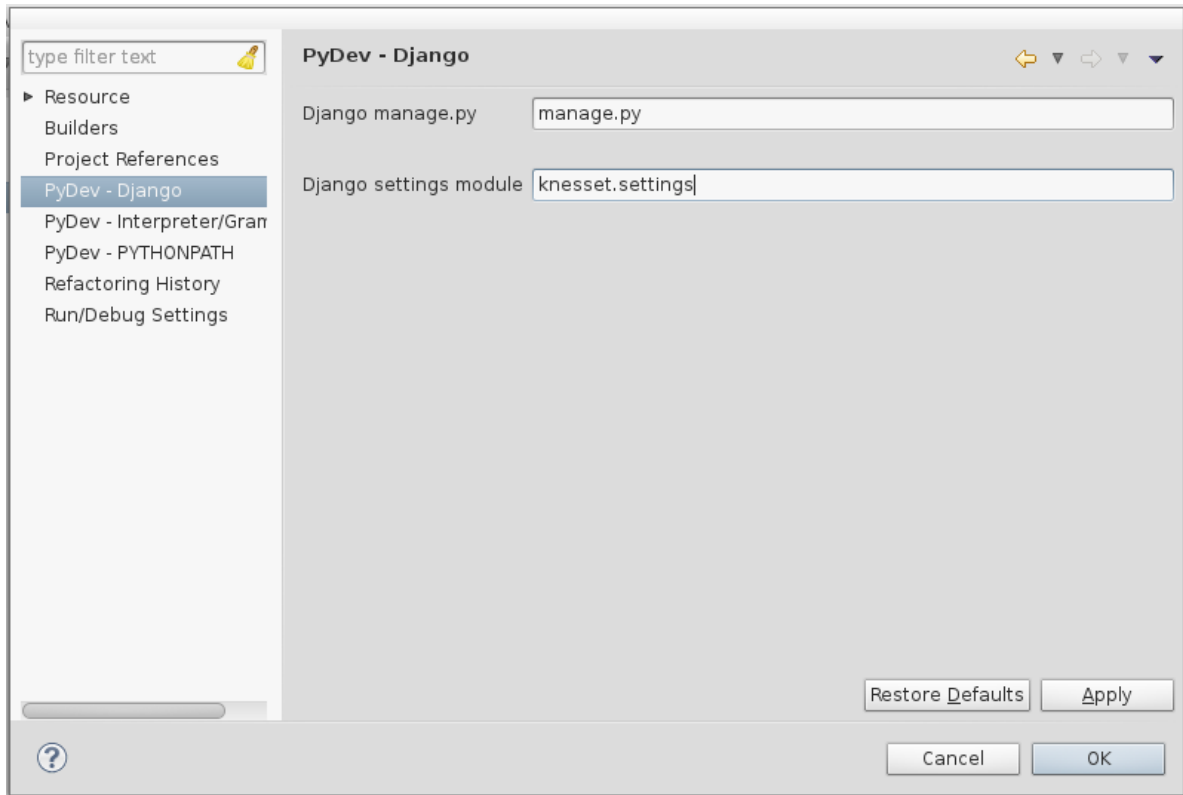 type filter text
Resource
Builders
Project References
PyDev - Django
PyDev - Interpreter/Gram
PyDev - PYTHONPATH
Refactoring History
Run/Debug Settings
PyDev - Django
Django manage.py manage.py
Django settings module knesset.settings
Restore Defaults Apply
? Cancel OK